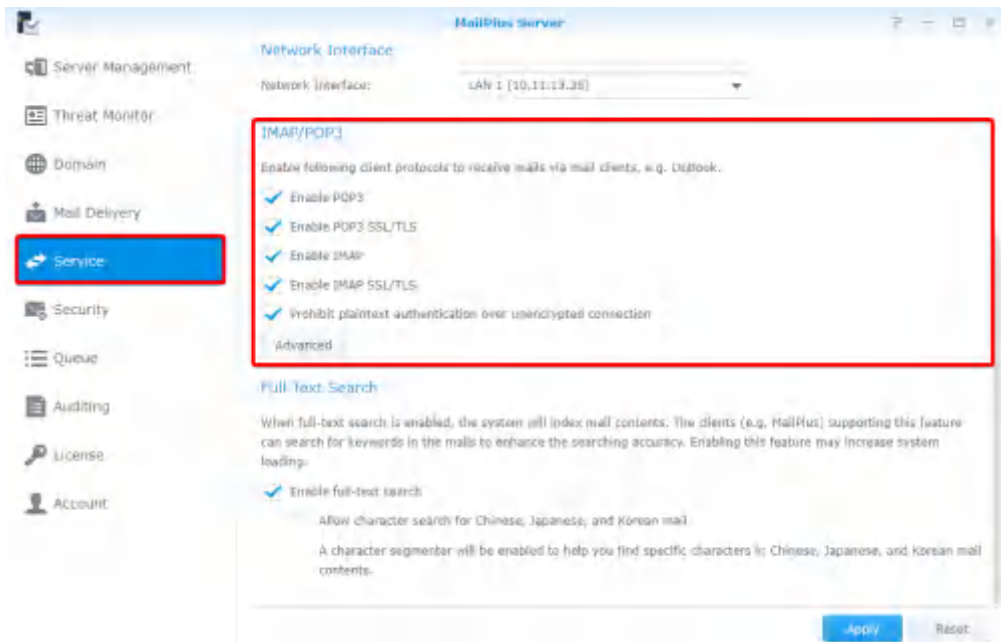 MailPlus Server
Server Management
Threat Monitor
Domain
Mail Delivery
Service
Security
Queue
Auditing
License
Account
Network Interface
Network Interface: LAN 1 (10.11.13.35)
IMAP/POP3
Enable following client protocols to receive mails via mail clients, e.g. Outlook.
Enable POP3
Enable POP3 SSL/TLS
Enable IMAP
Enable IMAP SSL/TLS
Prohibit plaintext authentication over unencrypted connection
Advanced
Full-Text Search
When full-text search is enabled, the system will index mail contents. The clients (e.g. MailPlus) supporting this feature
can search for keywords in the mails to enhance the searching accuracy. Enabling this feature may increase system
loading.
Enable full-text search
Allow character search for Chinese, Japanese, and Korean mail
A character segmenter will be enabled to help you find specific characters in Chinese, Japanese, and Korean mail
contents.
Apply Reset